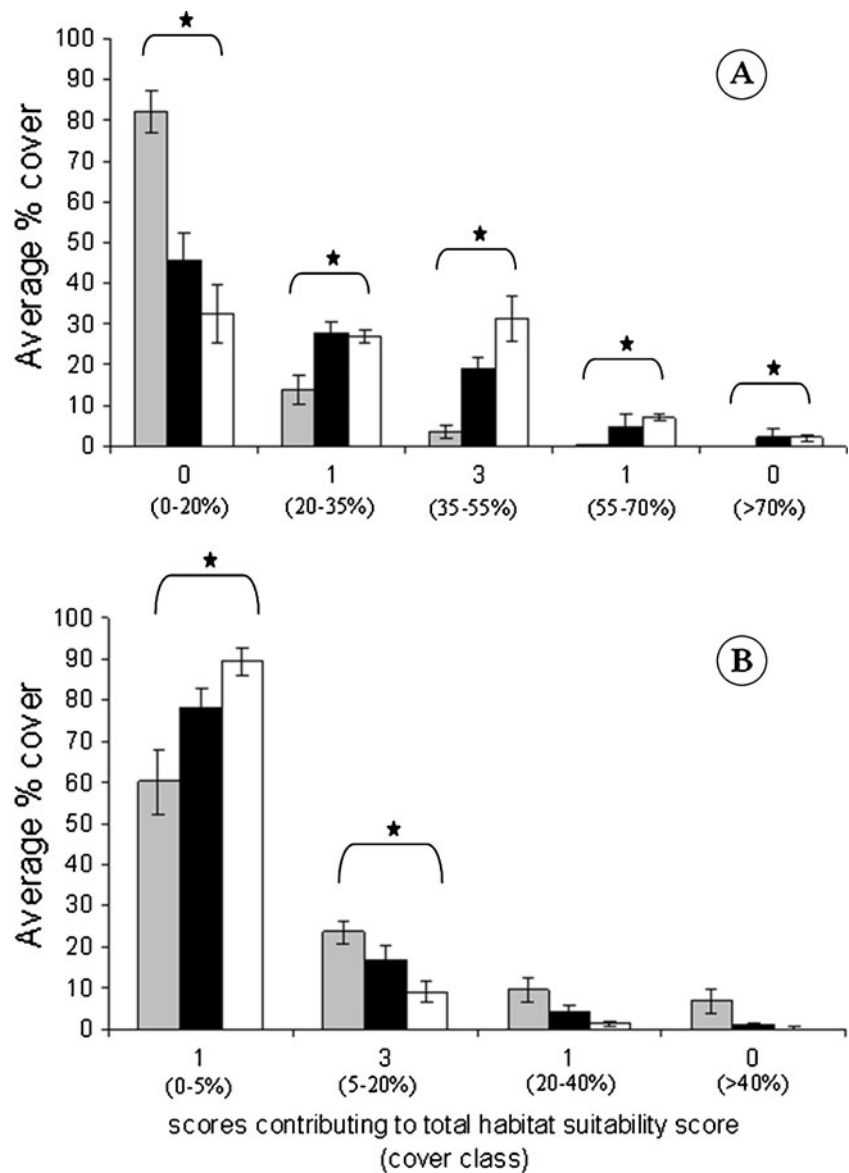 A
Average % cover
100
90
80
70
60
50
40
30
20
10
0
0 1 3 1 0
(0-20%) (20-35%) (35-55%) (55-70%) (>70%)
B
Average % cover
100
90
80
70
60
50
40
30
20
10
0
1 3 1 0
(0-5%) (5-20%) (20-40%) (>40%)
scores contributing to total habitat suitability score
(cover class)